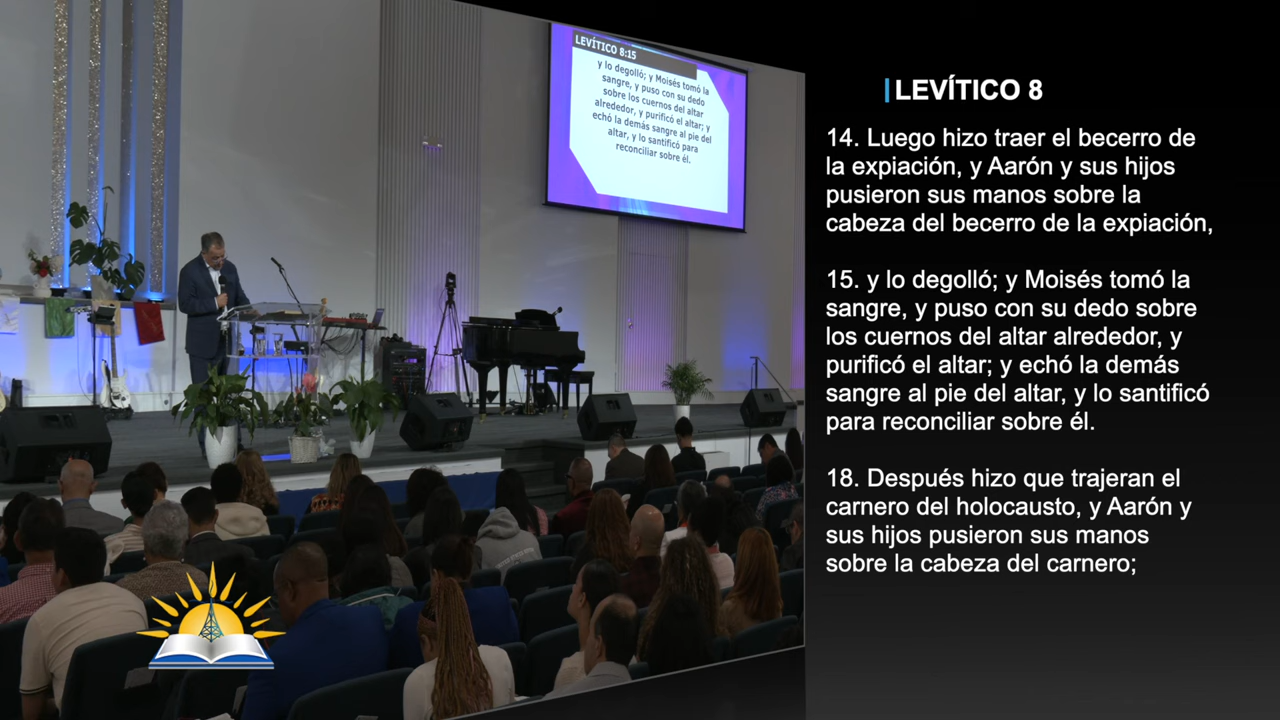 LEVÍTICO 8:15
y lo degolló; y Moisés tomó la
sangre, y puso con su dedo
sobre los cuernos del altar
alrededor, y purificó el altar; y
echó la demás sangre al pie del
altar, y lo santificó para
reconciliar sobre él.
LEVÍTICO 8
14. Luego hizo traer el becerro de
la expiación, y Aarón y sus hijos
pusieron sus manos sobre la
cabeza del becerro de la expiación,
15. y lo degolló; y Moisés tomó la
sangre, y puso con su dedo sobre
los cuernos del altar alrededor, y
purificó el altar; y echó la demás
sangre al pie del altar, y lo santificó
para reconciliar sobre él.
18. Después hizo que trajeran el
carnero del holocausto, y Aarón y
sus hijos pusieron sus manos
sobre la cabeza del carnero;